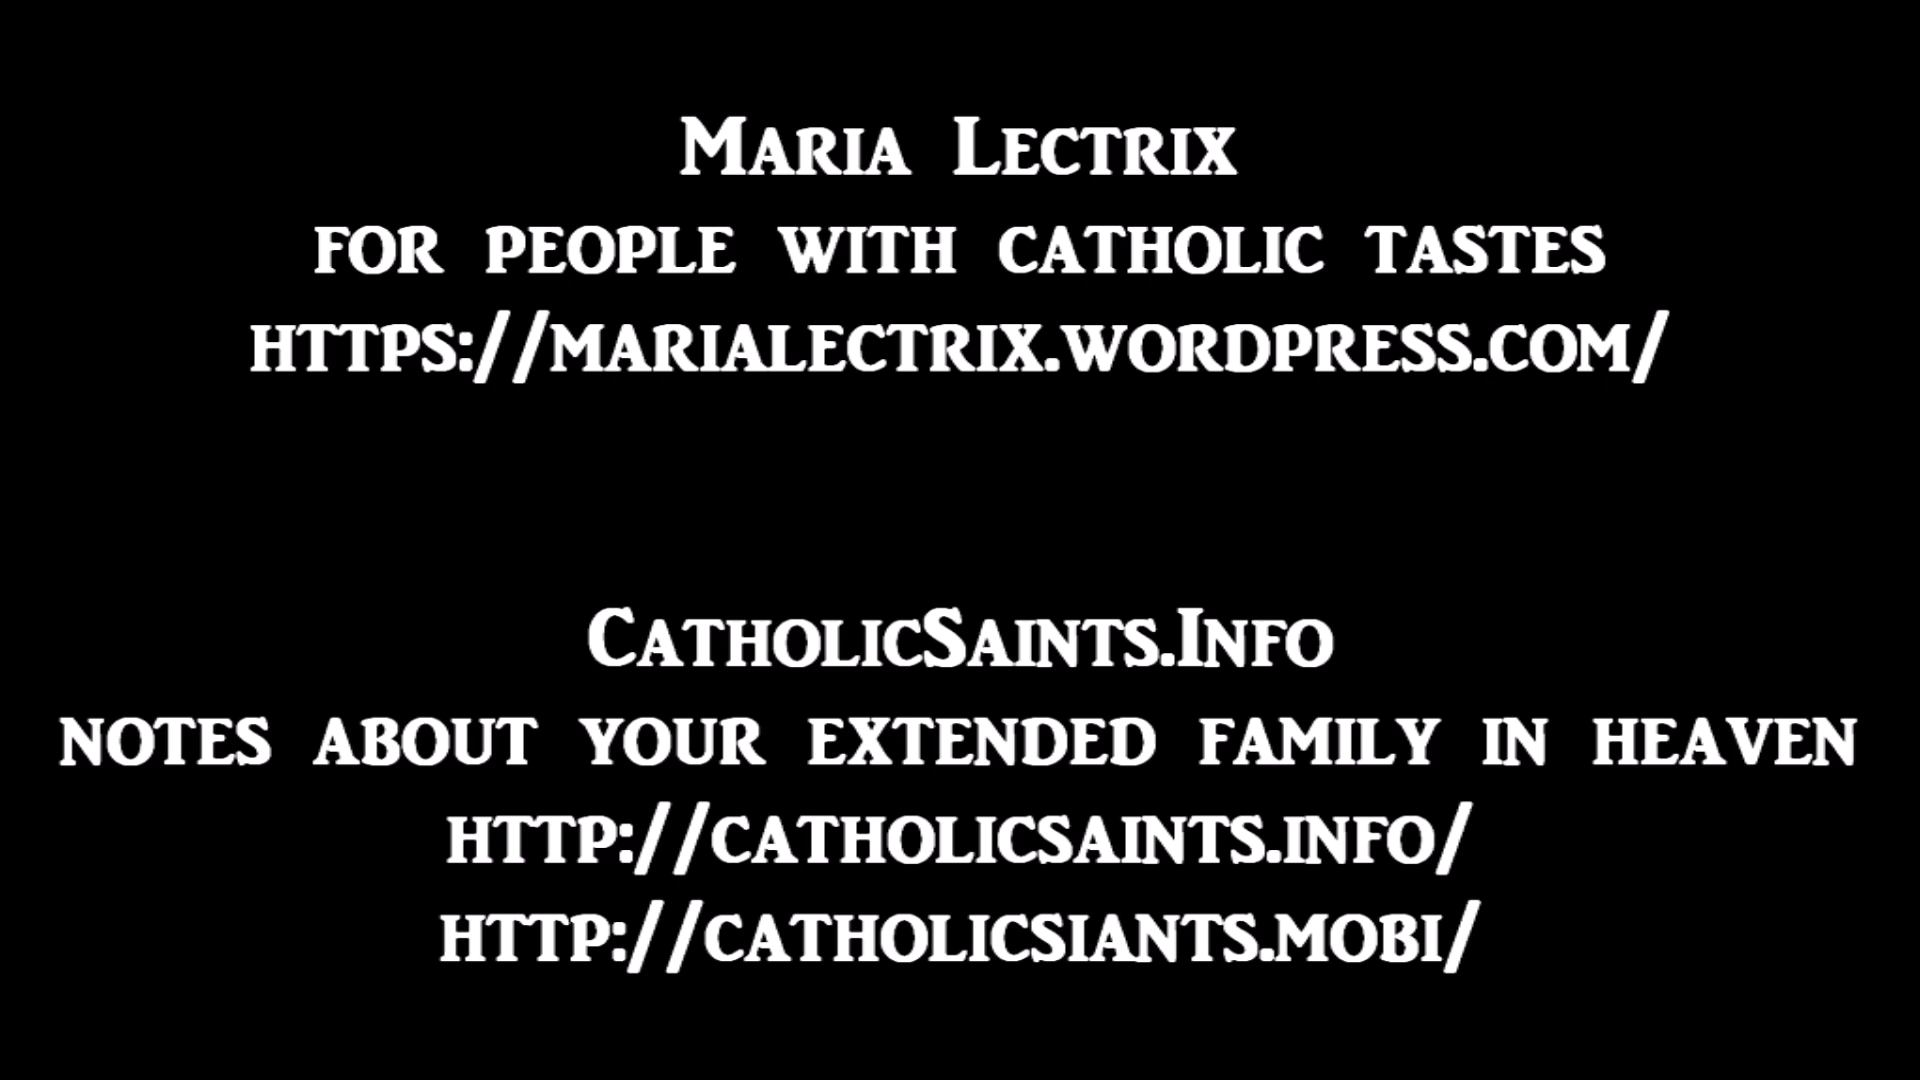 Maria Lectrix
for people with catholic tastes
https://marialectrix.wordpress.com/
CatholicSaints.Info
notes about your extended family in heaven
http://catholicsaints.info/
http://catholicsiants.mobi/